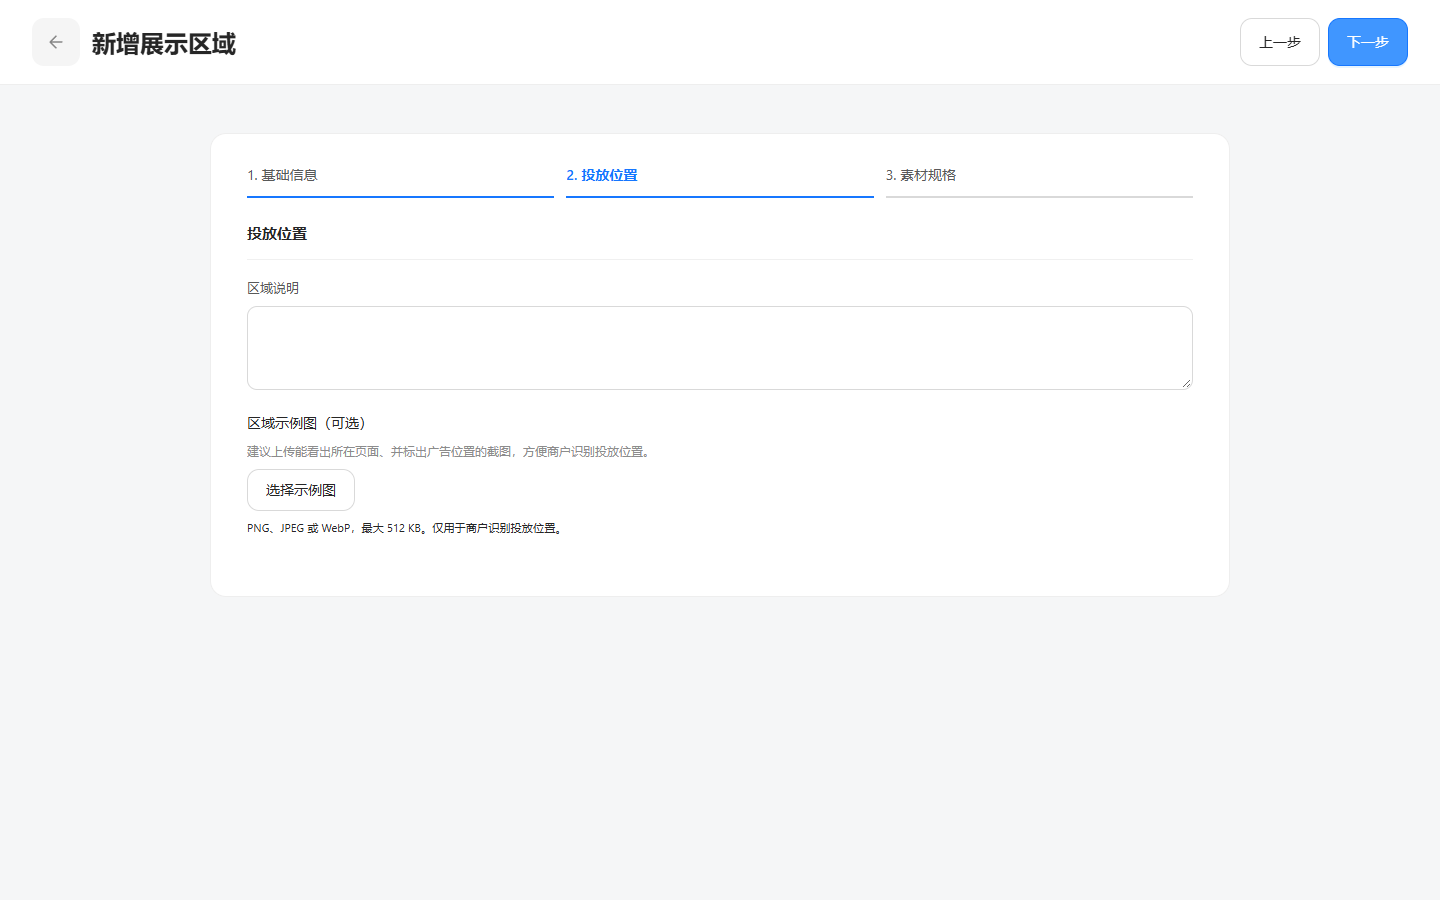 新增展示区域
上一步
下一步
1. 基础信息
2. 投放位置
3. 素材规格
投放位置
区域说明
区域示例图（可选）
建议上传能看出所在页面、并标出广告位置的截图，方便商户识别投放位置。
选择示例图
PNG、JPEG 或 WebP，最大 512 KB。仅用于商户识别投放位置。